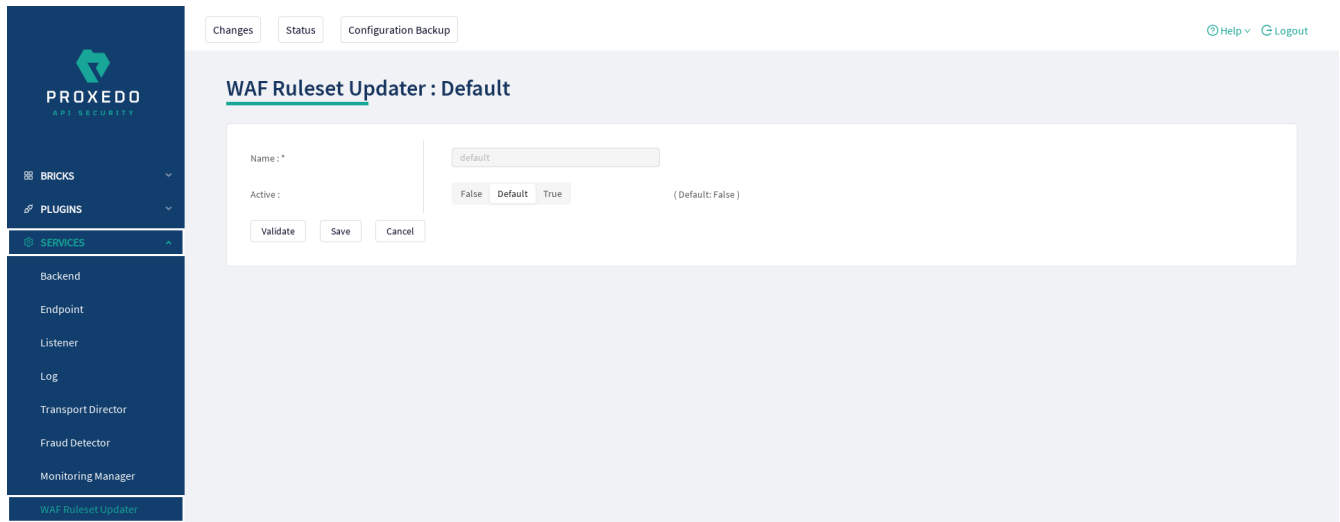 Changes
Status
Configuration Backup
Help
Logout
PROXEDO
API SECURITY
BRICKS
PLUGINS
SERVICES
Backend
Endpoint
Listener
Log
Transport Director
Fraud Detector
Monitoring Manager
WAF Ruleset Updater
WAF Ruleset Updater : Default
Name : *
default
Active :
False Default True
( Default: False )
Validate Save Cancel